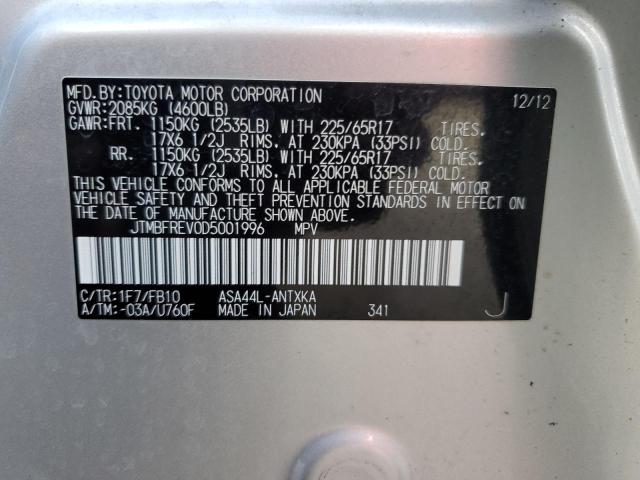 MFD.BY:TOYOTA MOTOR CORPORATION 12/12
GVWR:2085KG (4600LB)
GAWR:FRT. 1150KG (2535LB) WITH 225/65R17 TIRES.
17X6 1/2J RIMS. AT 230KPA (33PSI) COLD.
RR. 1150KG (2535LB) WITH 225/65R17 TIRES.
17X6 1/2J RIMS. AT 230KPA (33PSI) COLD.
THIS VEHICLE CONFORMS TO ALL APPLICABLE FEDERAL MOTOR
VEHICLE SAFETY AND THEFT PREVENTION STANDARDS IN EFFECT
ON THE DATE OF MANUFACTURE SHOWN ABOVE.
JTMBFREV0D5001996 MPV
C/TR:1F7/FB10 ASA44L-ANTXKA
A/TM:-03A/U760F MADE IN JAPAN 341 J